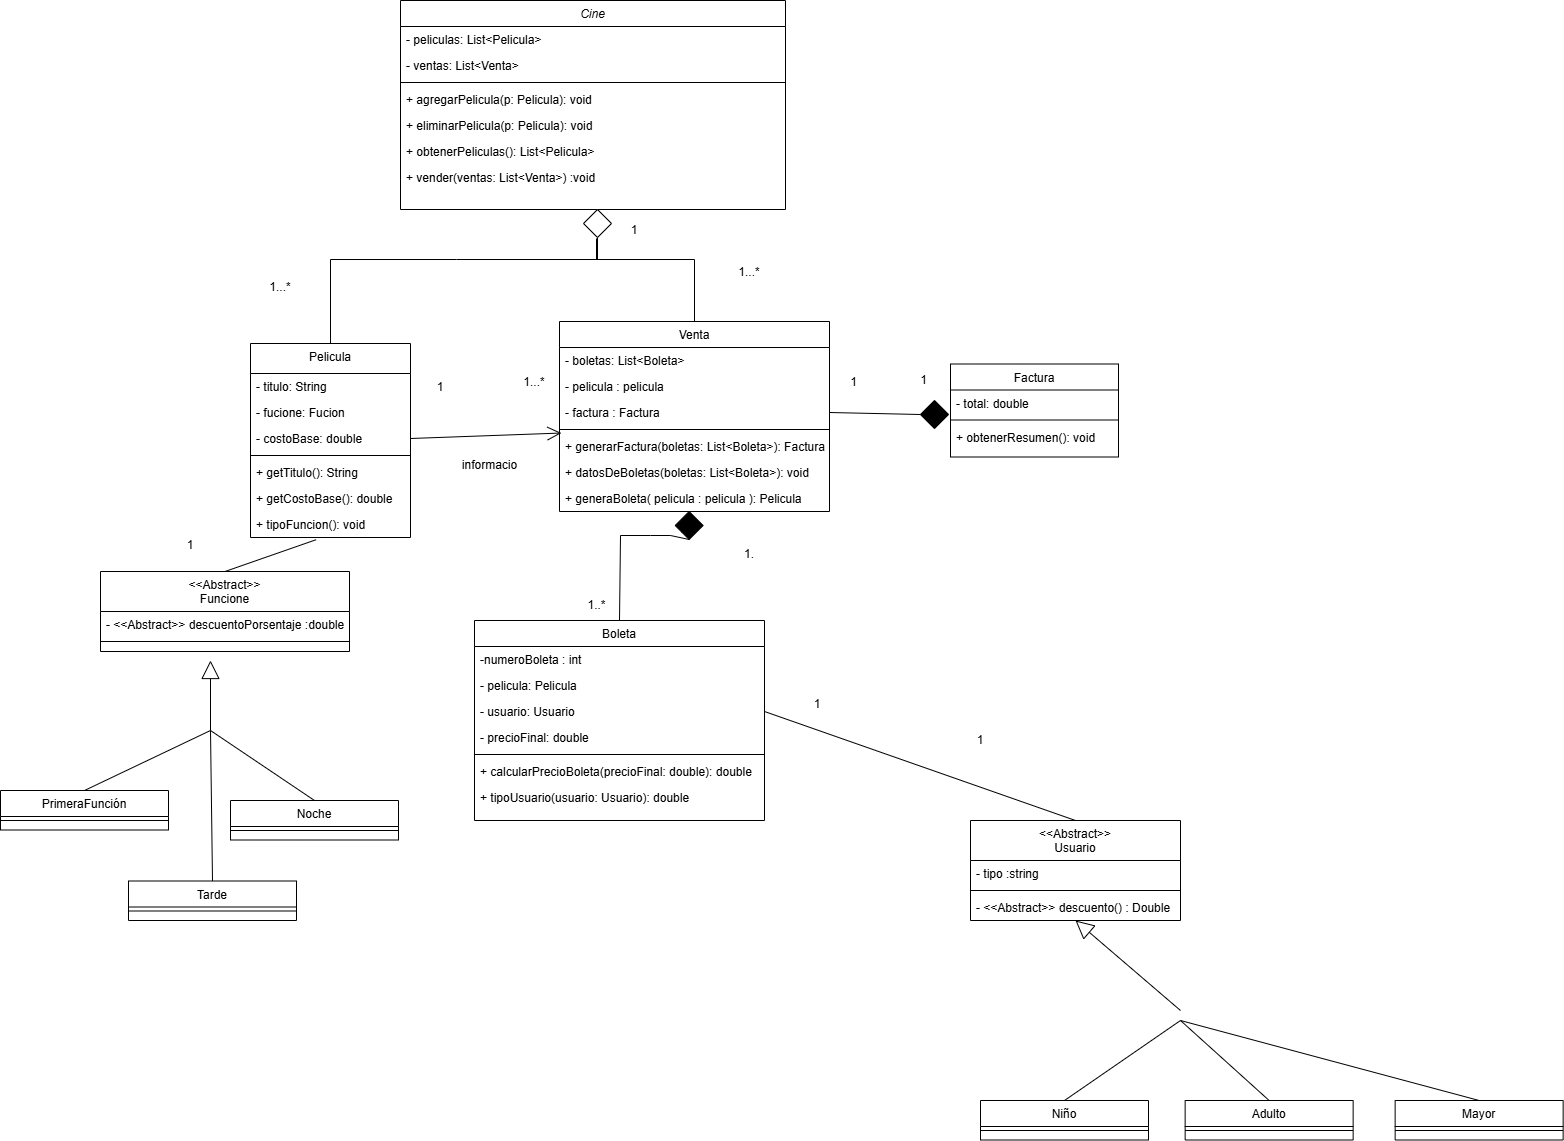 Cine
- peliculas: List<Pelicula>
- ventas: List<Venta>
+ agregarPelicula(p: Pelicula): void
+ eliminarPelicula(p: Pelicula): void
+ obtenerPeliculas(): List<Pelicula>
+ vender(ventas: List<Venta>) :void
1
1...*
1...*
Pelicula
- titulo: String
- fucione: Fucion
- costoBase: double
+ getTitulo(): String
+ getCostoBase(): double
+ tipoFuncion(): void
1
1...*
informacio
Venta
- boletas: List<Boleta>
- pelicula : pelicula
- factura : Factura
+ generarFactura(boletas: List<Boleta>): Factura
+ datosDeBoletas(boletas: List<Boleta>): void
+ generaBoleta( pelicula : pelicula ): Pelicula
1
1
Factura
- total: double
+ obtenerResumen(): void
1
<<Abstract>>
Funcione
- <<Abstract>> descuentoPorsentaje :double
PrimeraFunción
Noche
Tarde
1.
1..*
Boleta
-numeroBoleta : int
- pelicula: Pelicula
- usuario: Usuario
- precioFinal: double
+ calcularPrecioBoleta(precioFinal: double): double
+ tipoUsuario(usuario: Usuario): double
1
1
<<Abstract>>
Usuario
- tipo :string
- <<Abstract>> descuento() : Double
Niño
Adulto
Mayor